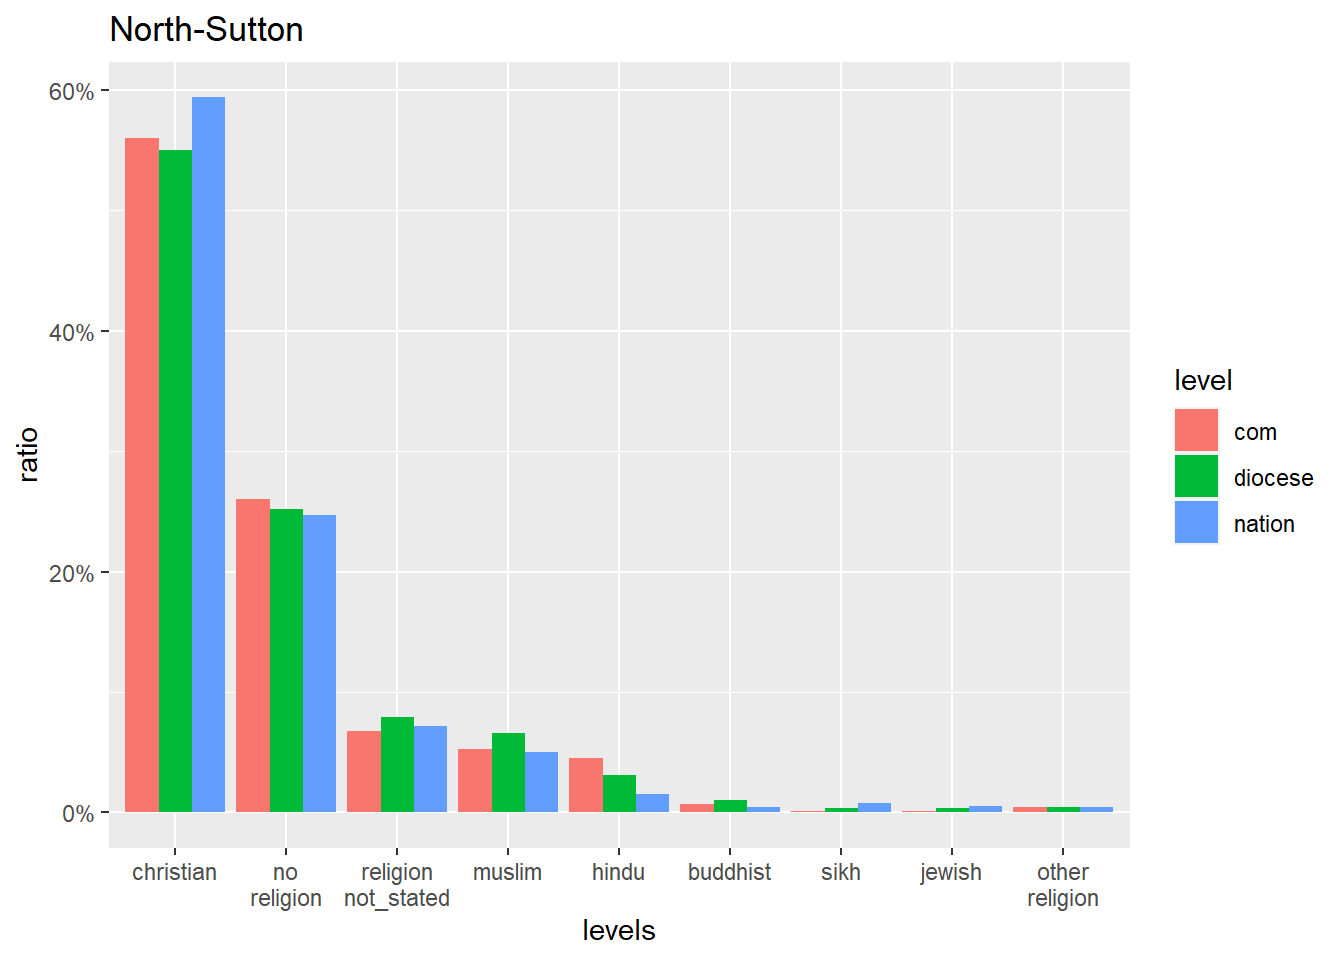 North-Sutton
60%
40%
20%
0%
ratio
christian
no
religion
religion
not_stated
muslim
hindu
buddhist
sikh
jewish
other
religion
levels
level
com
diocese
nation